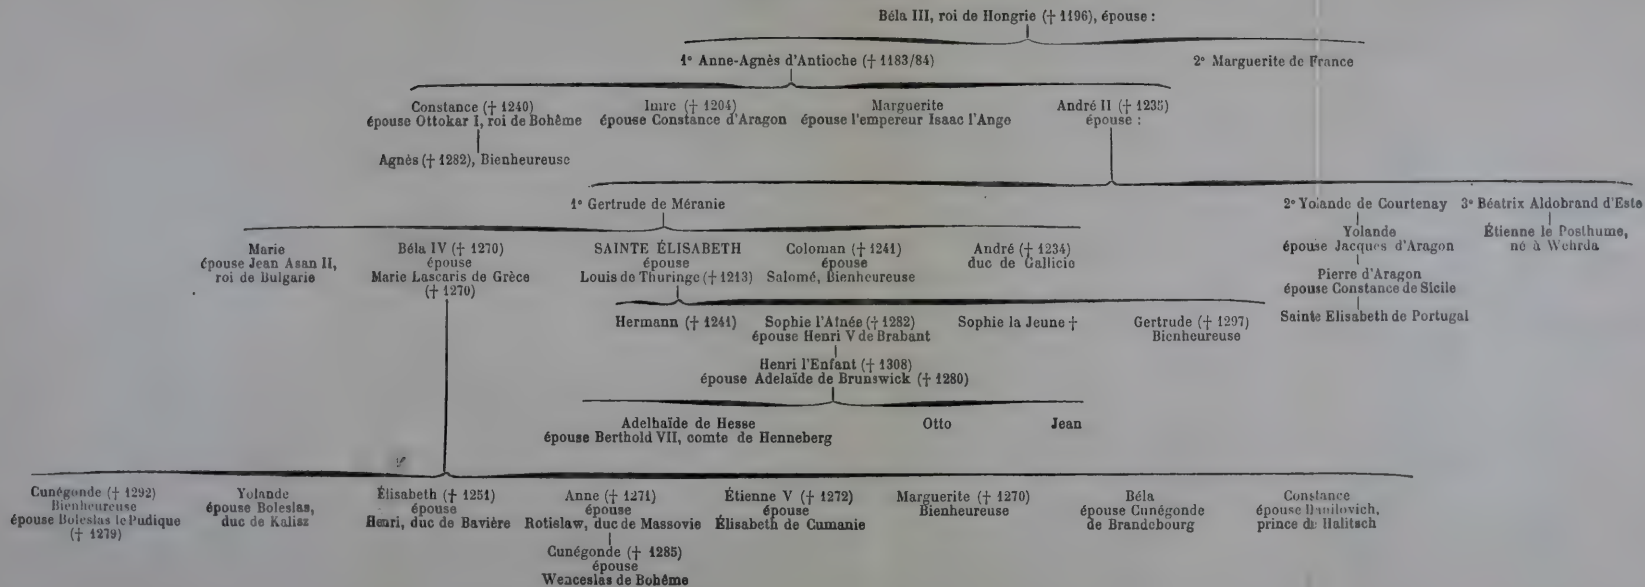 Béla III, roi de Hongrie († 1196), épouse :
1° Anne-Agnès d'Antioche († 1183/84)
2° Marguerite de France
Constance († 1240)
épouse Ottokar I, roi de Bohême
Imre († 1204)
épouse Constance d'Aragon
Marguerite
épouse l'empereur Isaac l'Ange
André II († 1235)
épouse :
Agnès († 1282), Bienheureuse
1° Gertrude de Méranie
2° Yolande de Courtenay
3° Béatrix Aldobrand d'Este
Yolande
épouse Jacques d'Aragon
Étienne le Posthume,
né à Wehrda
Marie
épouse Jean Asan II,
roi de Bulgarie
Béla IV († 1270)
épouse
Marie Lascaris de Grèce
(† 1270)
SAINTE ÉLISABETH
épouse
Louis de Thuringe († 1213)
Coloman († 1241)
épouse
Salomé, Bienheureuse
André († 1234)
duc de Gallicie
Pierre d'Aragon
épouse Constance de Sicile
Sainte Elisabeth de Portugal
Hermann († 1241)
Sophie l'Aînée († 1282)
épouse Henri V de Brabant
Sophie la Jeune †
Gertrude († 1297)
Bienheureuse
Henri l'Enfant († 1308)
épouse Adelaïde de Brunswick († 1280)
Adelhaïde de Hesse
épouse Berthold VII, comte de Henneberg
Otto
Jean
Cunégonde († 1292)
Bienheureuse
épouse Boleslas le Pudique
(† 1279)
Yolande
épouse Boleslas,
duc de Kalisz
Élisabeth († 1251)
épouse
Henri, duc de Bavière
Anne († 1271)
épouse
Rotislaw, duc de Massovie
Étienne V († 1272)
épouse
Élisabeth de Cumanie
Marguerite († 1270)
Bienheureuse
Béla
épouse Cunégonde
de Brandebourg
Constance
épouse Danilovich,
prince de Halitsch
Cunégonde († 1285)
épouse
Wenceslas de Bohême